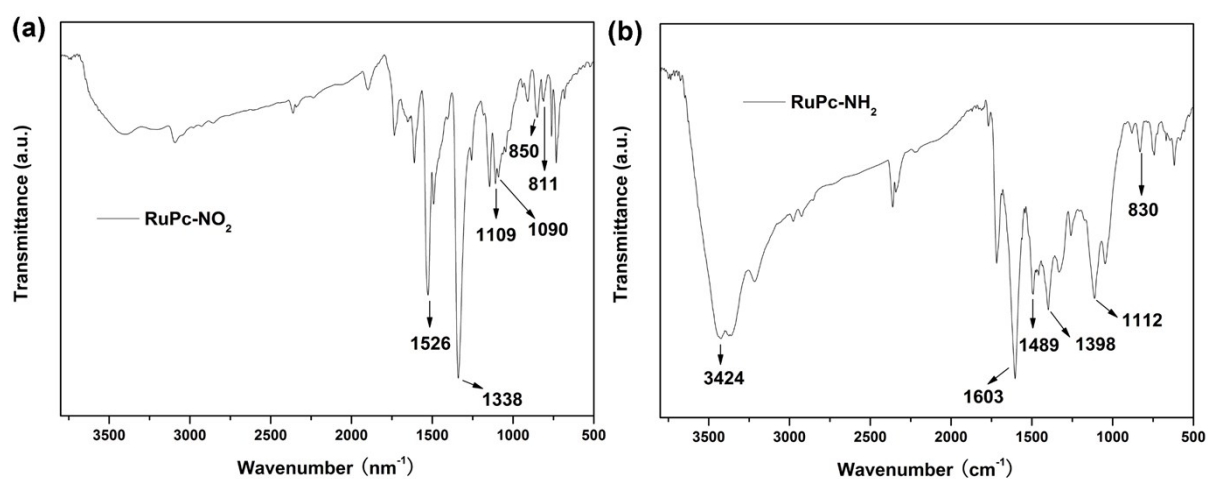 (a)
Transmittance (a.u.)
RuPc-NO2
1526
1338
1109
1090
850
811
3500 3000 2500 2000 1500 1000 500
Wavenumber (nm-1)
(b)
Transmittance (a.u.)
RuPc-NH2
3424
1603
1489
1398
1112
830
3500 3000 2500 2000 1500 1000 500
Wavenumber (cm-1)